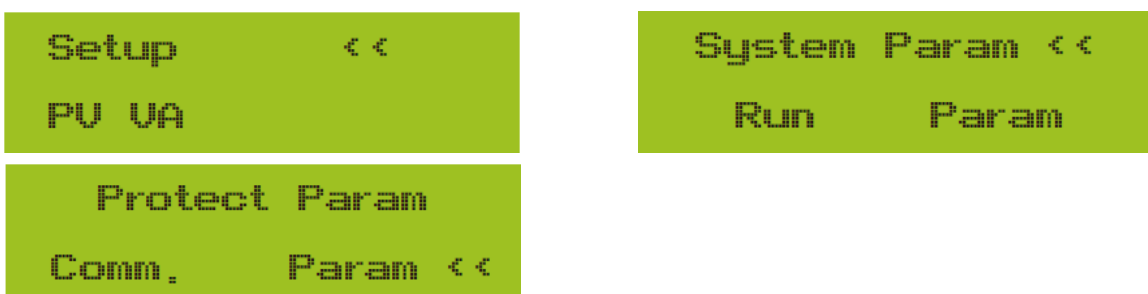 Setup <<
PV VA
System Param <<
Run Param
Protect Param
Comm. Param <<